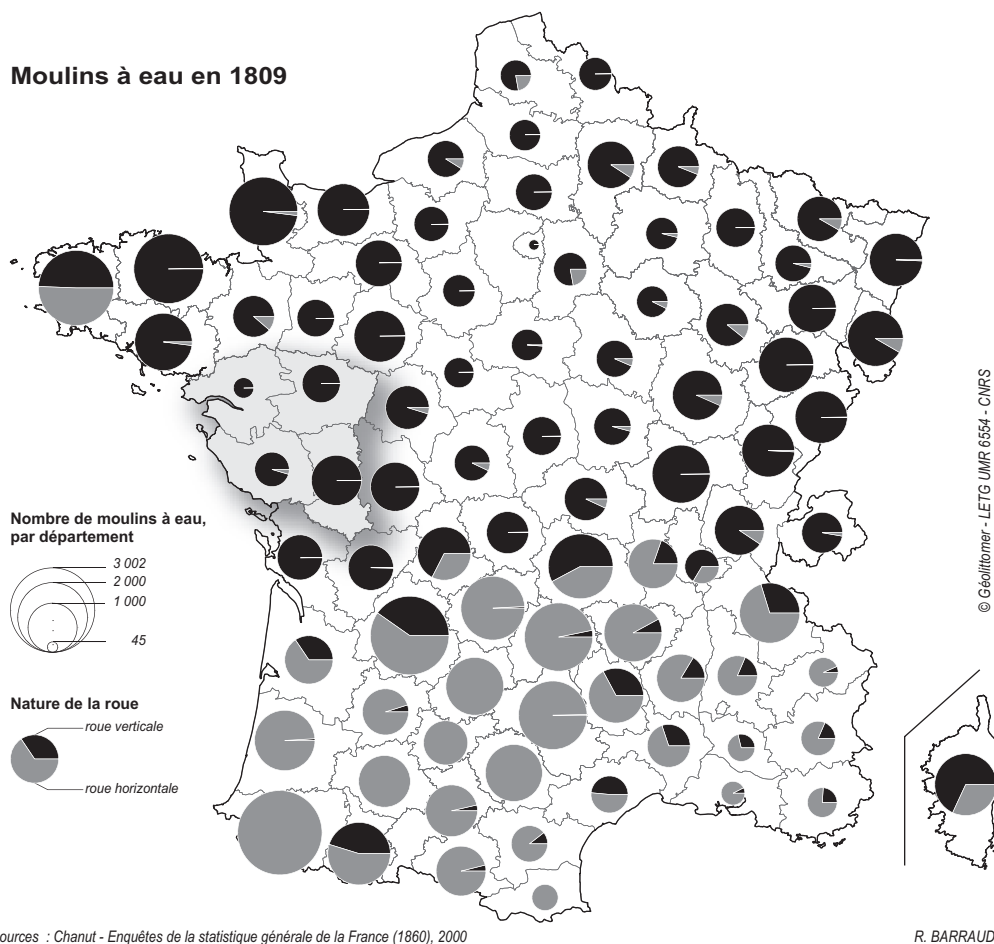 Moulins à eau en 1809
Nombre de moulins à eau,
par département
3 002
2 000
1 000
45
Nature de la roue
roue verticale
roue horizontale
© Géolittomer - LETG UMR 6554 - CNRS
ources : Chanut - Enquêtes de la statistique générale de la France (1860), 2000
R. BARRAUD